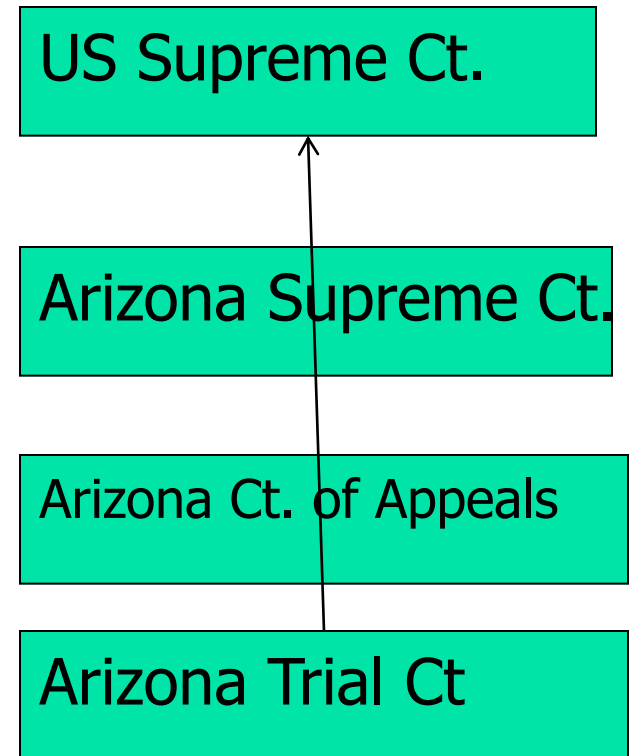 US Supreme Ct.
Arizona Supreme Ct.
Arizona Ct. of Appeals
Arizona Trial Ct